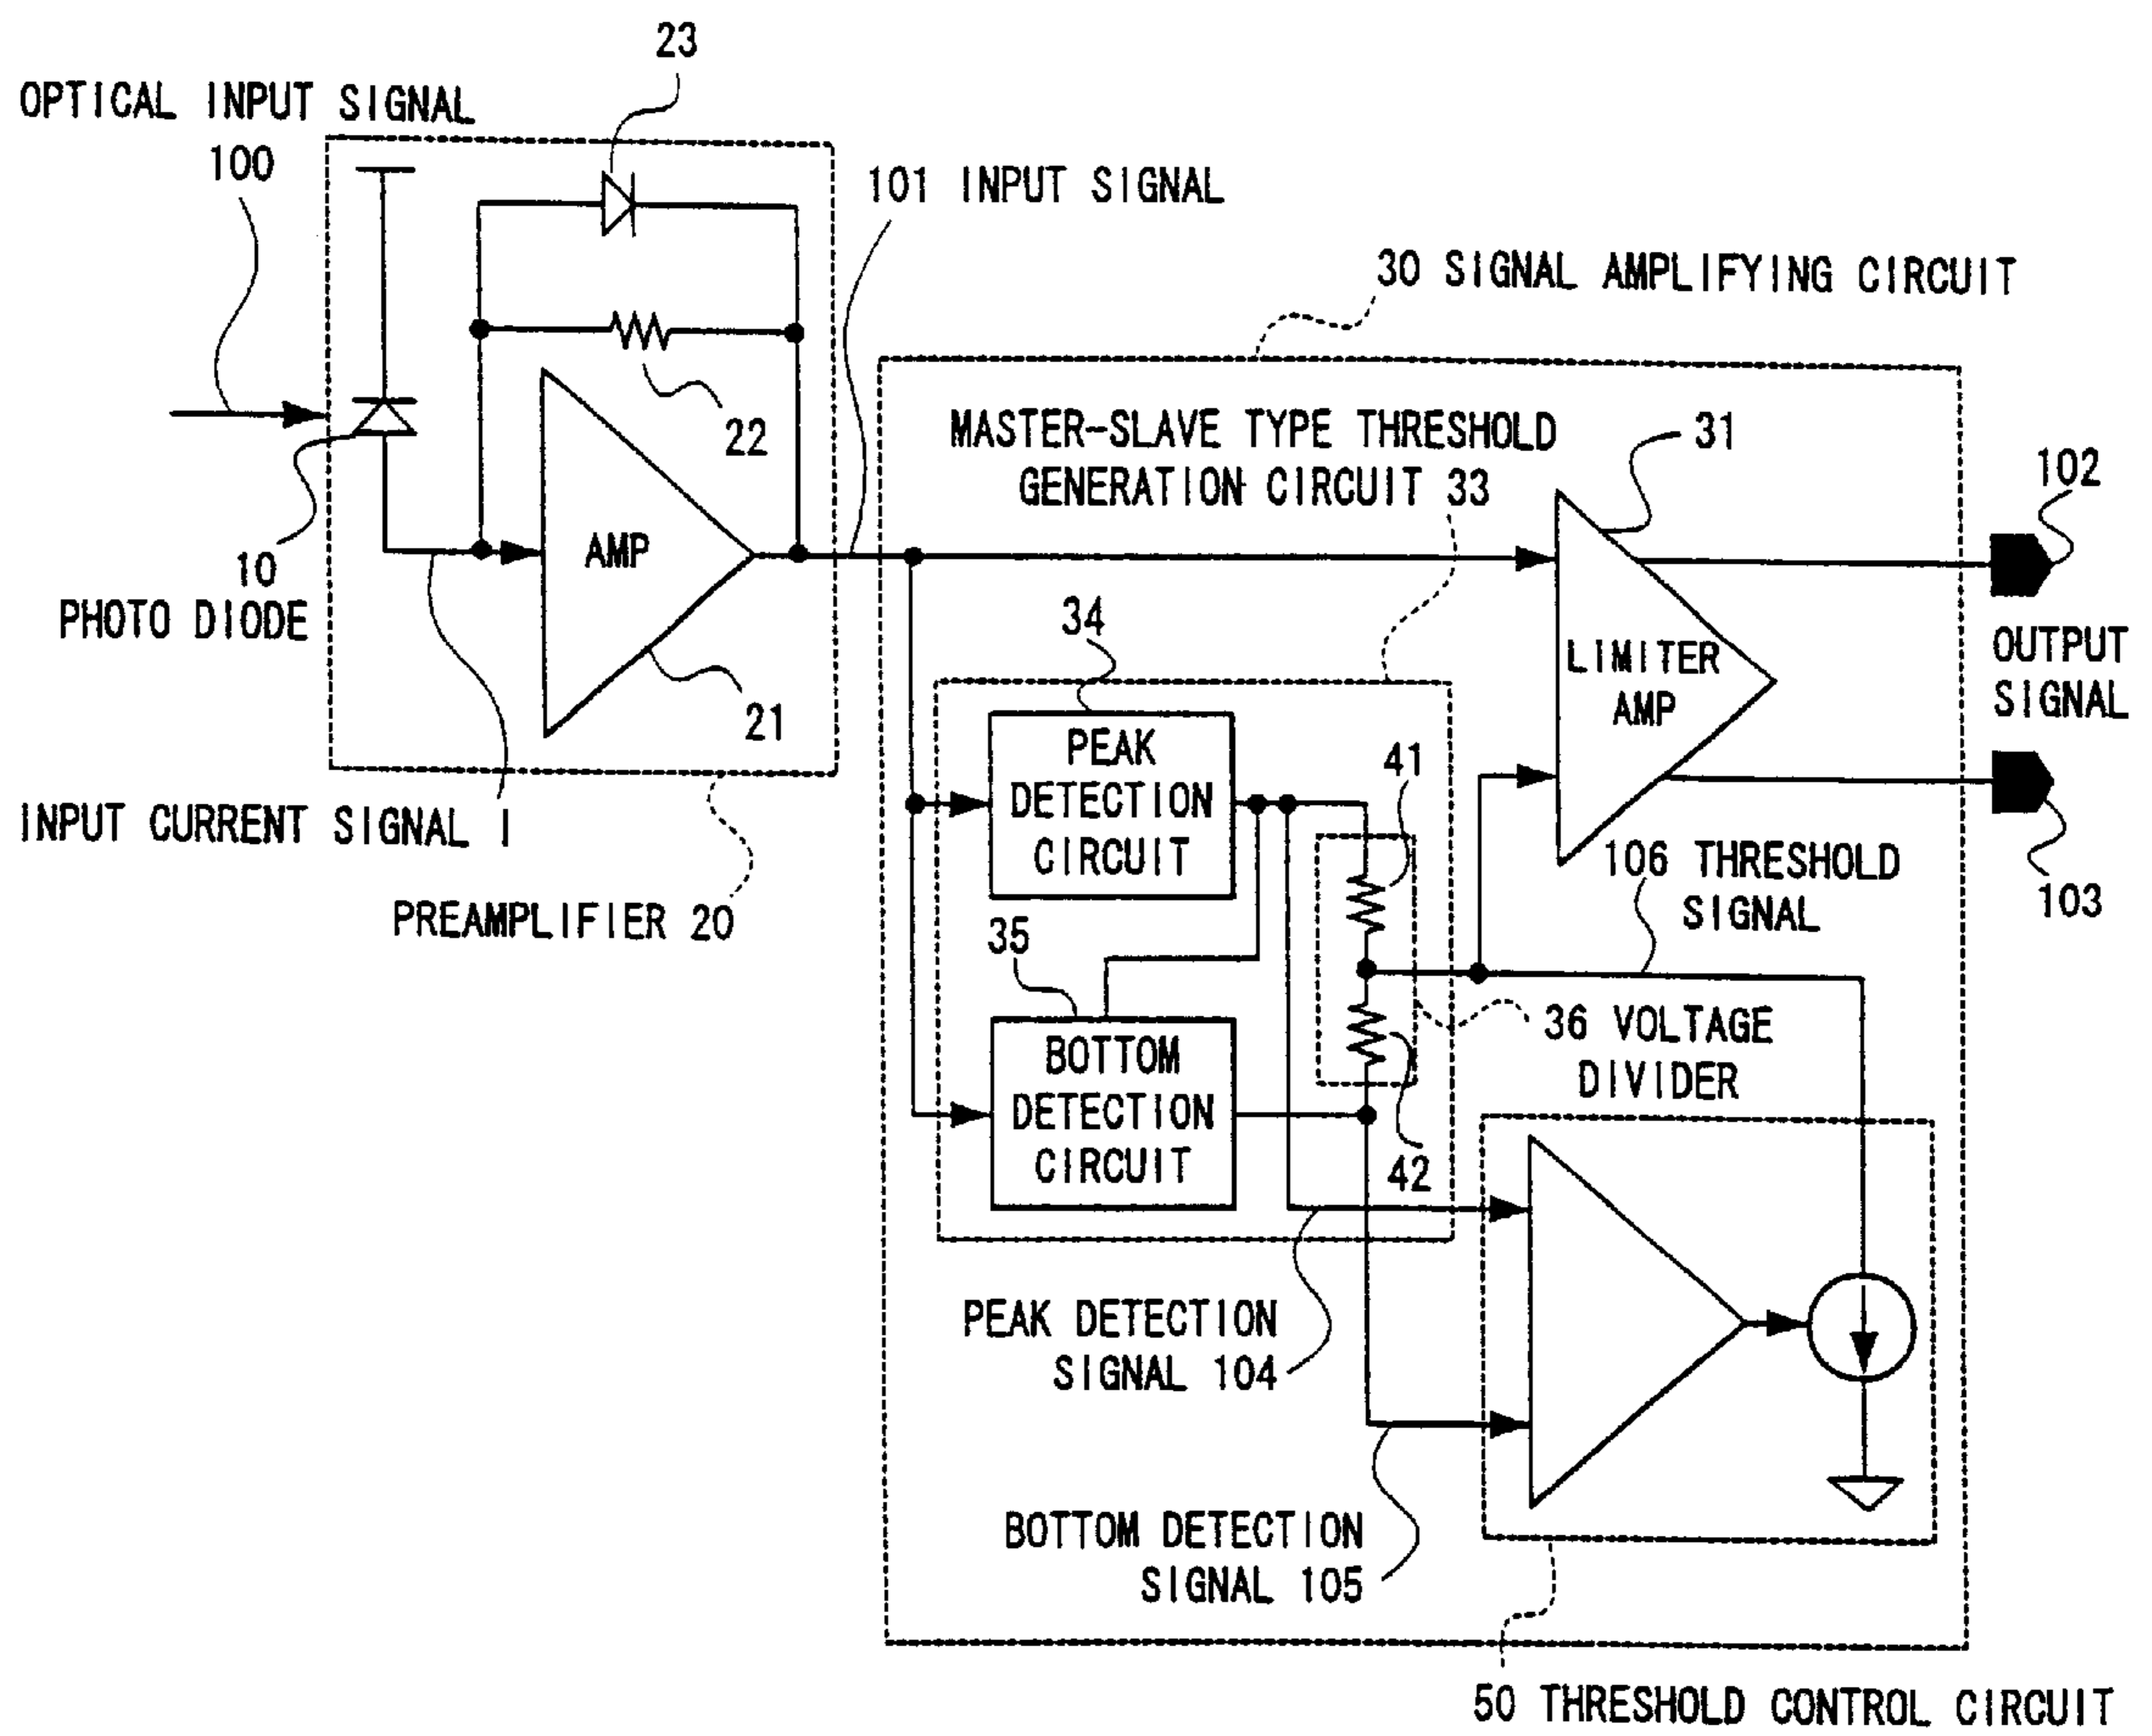 23
OPTICAL INPUT SIGNAL
100
101 INPUT SIGNAL
30 SIGNAL AMPLIFYING CIRCUIT
22
MASTER-SLAVE TYPE THRESHOLD
GENERATION CIRCUIT 33
31
102
AMP
10
PHOTO DIODE
34
LIMITER
AMP
OUTPUT
SIGNAL
21
PEAK
DETECTION
CIRCUIT
41
INPUT CURRENT SIGNAL I
106 THRESHOLD
SIGNAL
103
PREAMPLIFIER 20
35
36 VOLTAGE
DIVIDER
BOTTOM
DETECTION
CIRCUIT
42
PEAK DETECTION
SIGNAL 104
BOTTOM DETECTION
SIGNAL 105
50 THRESHOLD CONTROL CIRCUIT